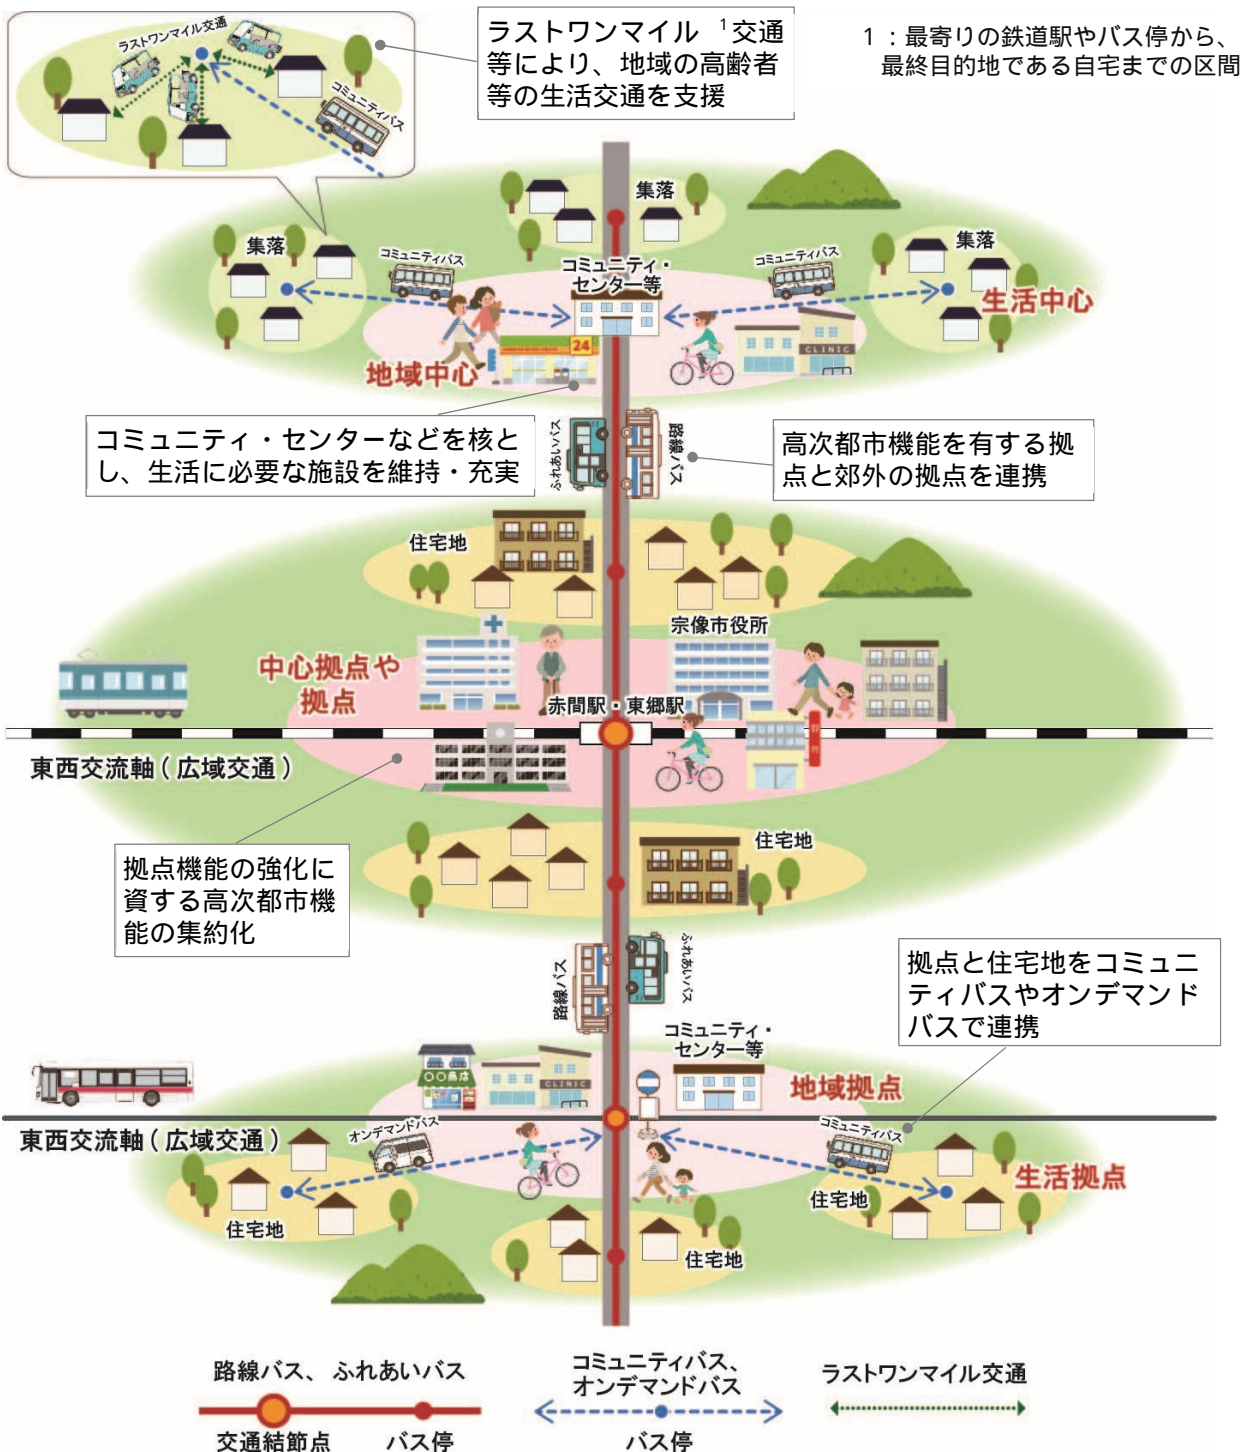 ラストワンマイル交通
コミュニティバス
ラストワンマイル 1交通
等により、地域の高齢者
等の生活交通を支援
1：最寄りの鉄道駅やバス停から、
最終目的地である自宅までの区間
集落
集落
集落
コミュニティバス
コミュニティ・
センター等
コミュニティバス
生活中心
24
CLINIC
地域中心
コミュニティ・センターなどを核と
し、生活に必要な施設を維持・充実
ふれあいバス
路線バス
高次都市機能を有する拠
点と郊外の拠点を連携
住宅地
宗像市役所
中心拠点や
拠点
赤間駅・東郷駅
銀行
東西交流軸(広域交通)
住宅地
拠点機能の強化に
資する高次都市機
能の集約化
路線バス
ふれあいバス
拠点と住宅地をコミュニ
ティバスやオンデマンド
バスで連携
コミュニティ・
センター等
〇〇商店
CLINIC
地域拠点
東西交流軸(広域交通)
オンデマンドバス
コミュニティバス
生活拠点
住宅地
住宅地
住宅地
路線バス、ふれあいバス
コミュニティバス、
オンデマンドバス
ラストワンマイル交通
交通結節点
バス停
バス停